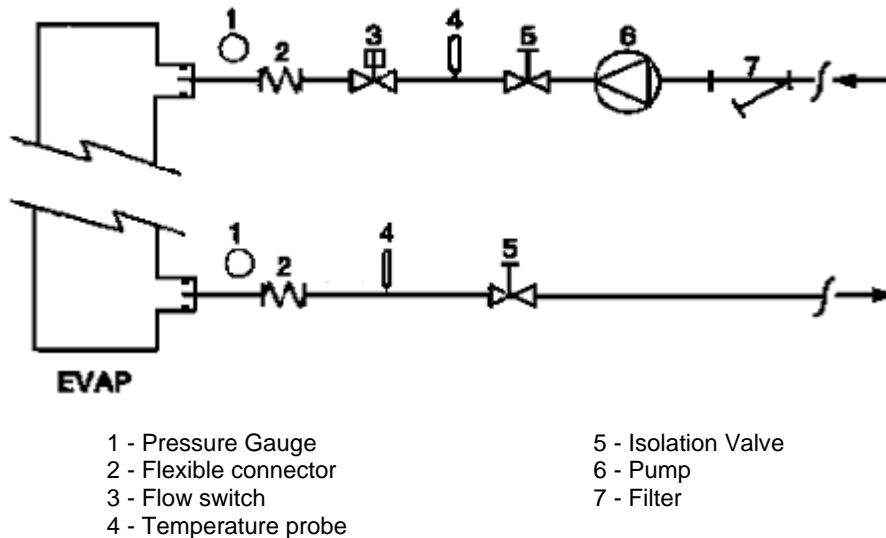 1 2 3 4 5 6 7
1 2 4 5
EVAP
1 - Pressure Gauge
2 - Flexible connector
3 - Flow switch
4 - Temperature probe
5 - Isolation Valve
6 - Pump
7 - Filter